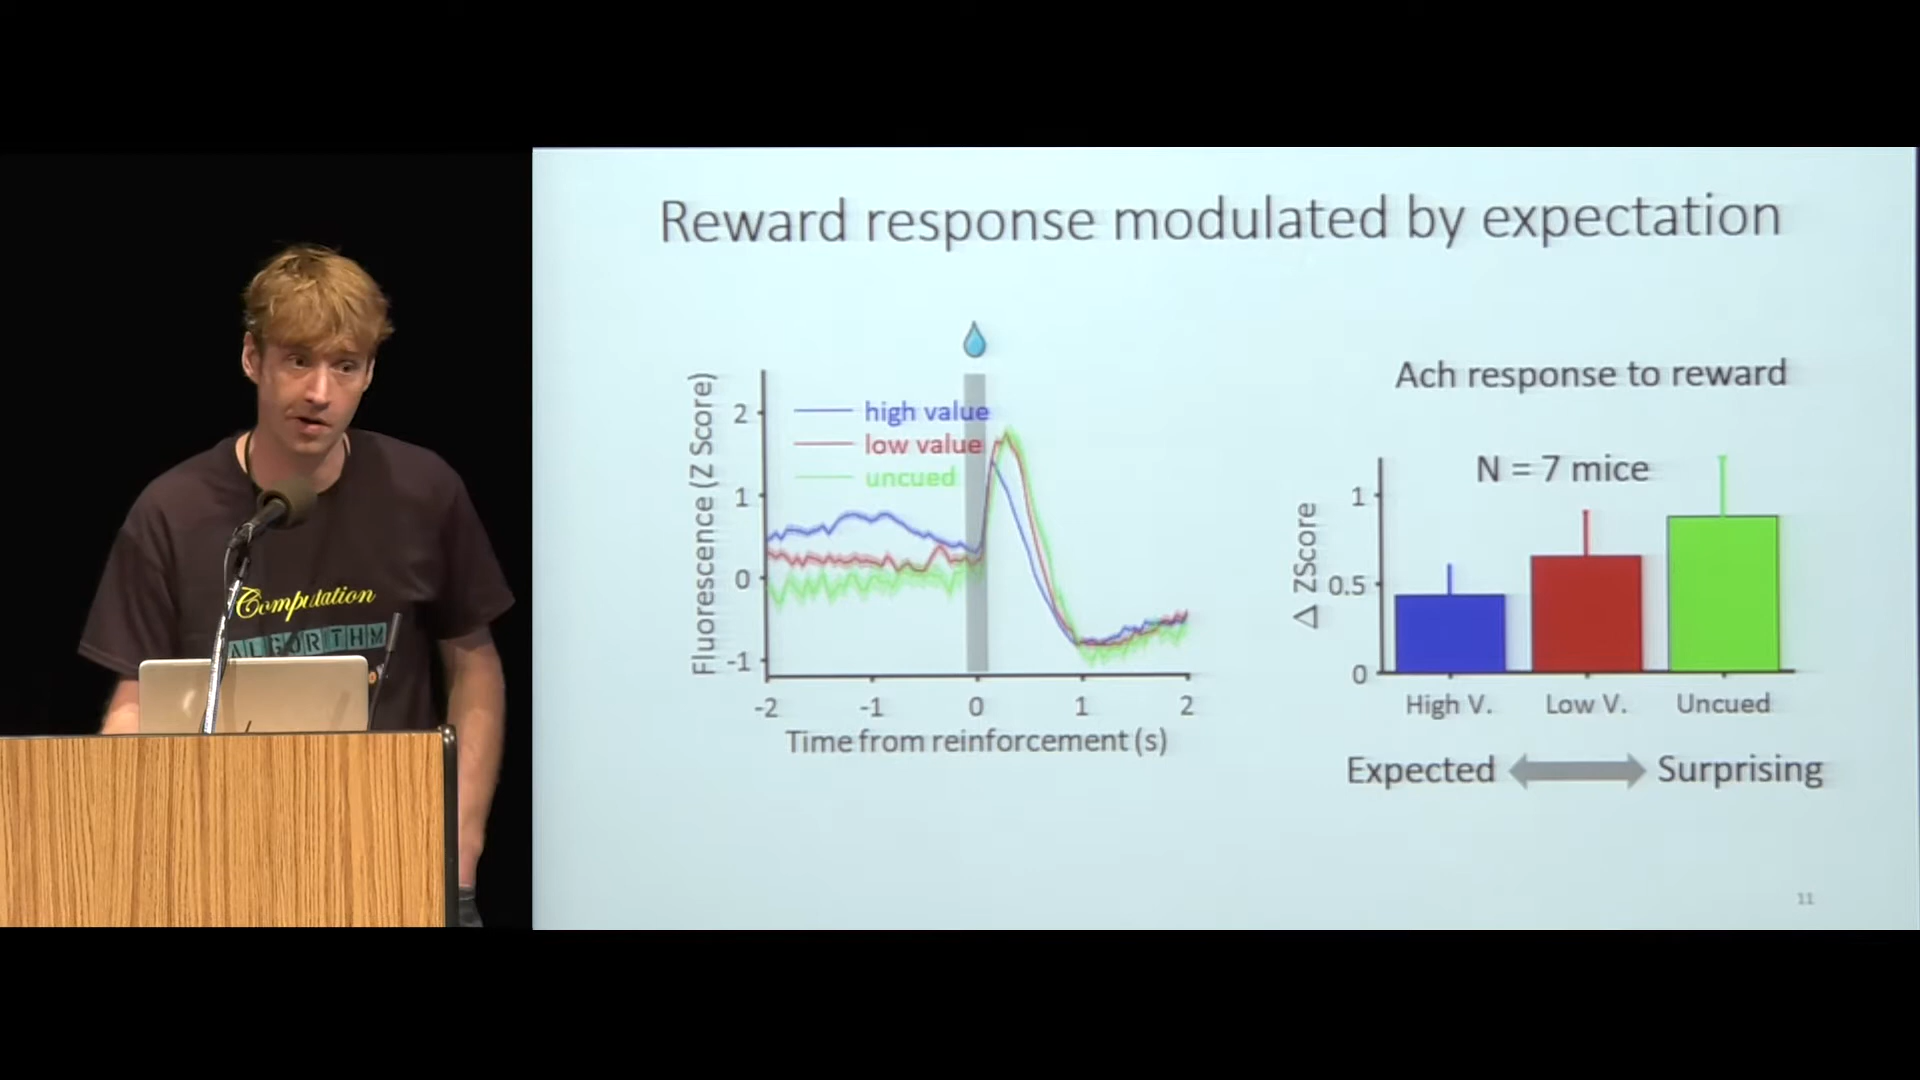 Reward response modulated by expectation
Fluorescence (Z Score)
2
1
0
-1
high value
low value
uncued
-2 -1 0 1 2
Time from reinforcement (s)
Ach response to reward
N = 7 mice
Δ ZScore
1
0.5
0
High V. Low V. Uncued
Expected Surprising
11
Computation
ALGORITHM